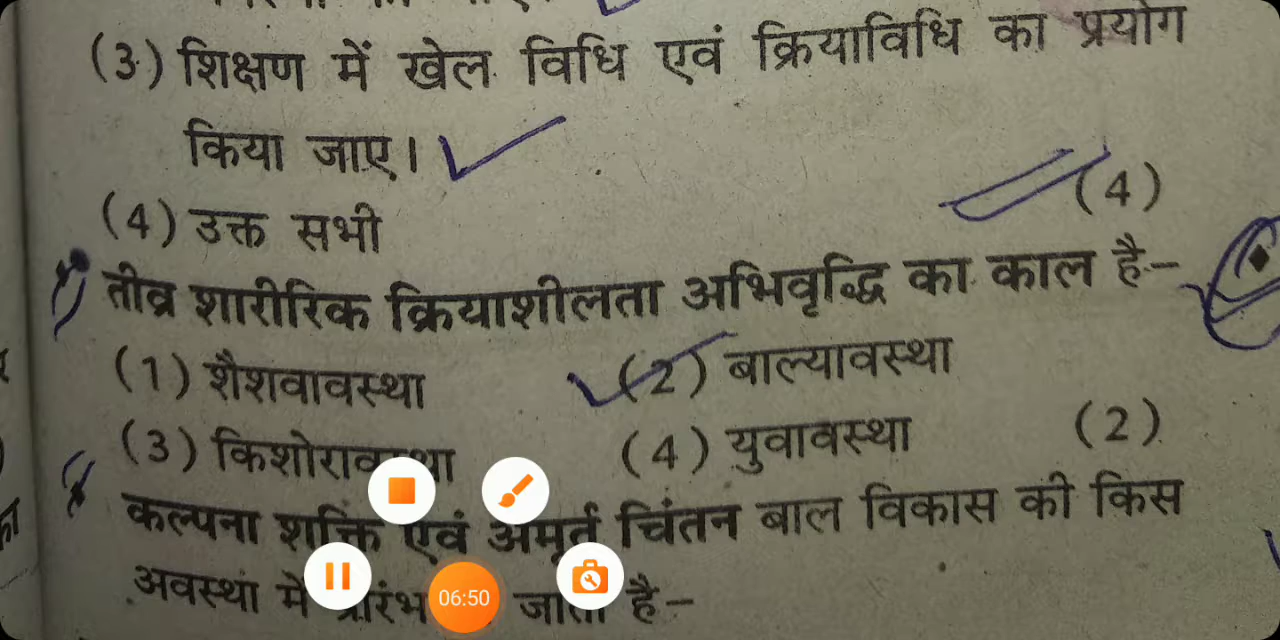 (3) शिक्षण में खेल विधि एवं क्रियाविधि का प्रयोग
किया जाए।
(4) उक्त सभी (4)
तीव्र शारीरिक क्रियाशीलता अभिवृद्धि का काल है–
(1) शैशवावस्था (2) बाल्यावस्था
(3) किशोरावस्था (4) युवावस्था (2)
कल्पना शक्ति एवं अमूर्त चिंतन बाल विकास की किस
अवस्था में प्रारंभ जाता है–
06:50